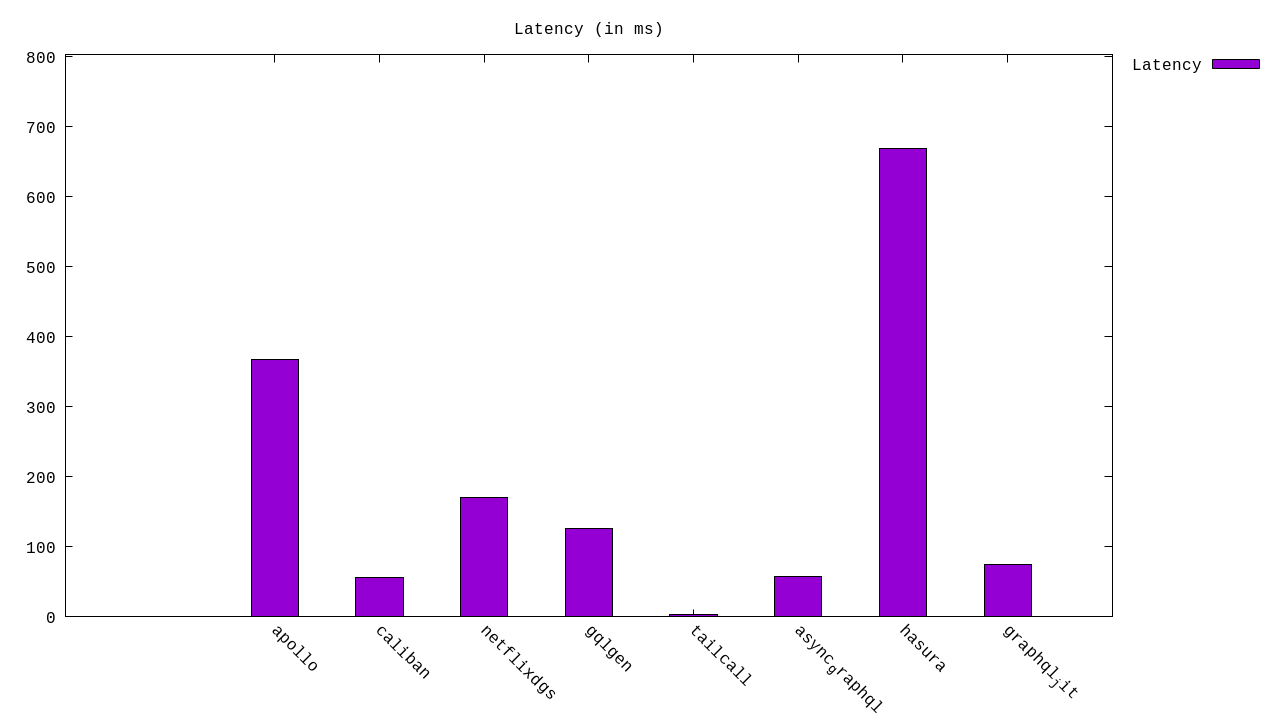 Latency (in ms)
Latency
800
700
600
500
400
300
200
100
0
apollo
caliban
netflixdgs
gqlgen
tailcall
async_graphql
hasura
graphql_jit